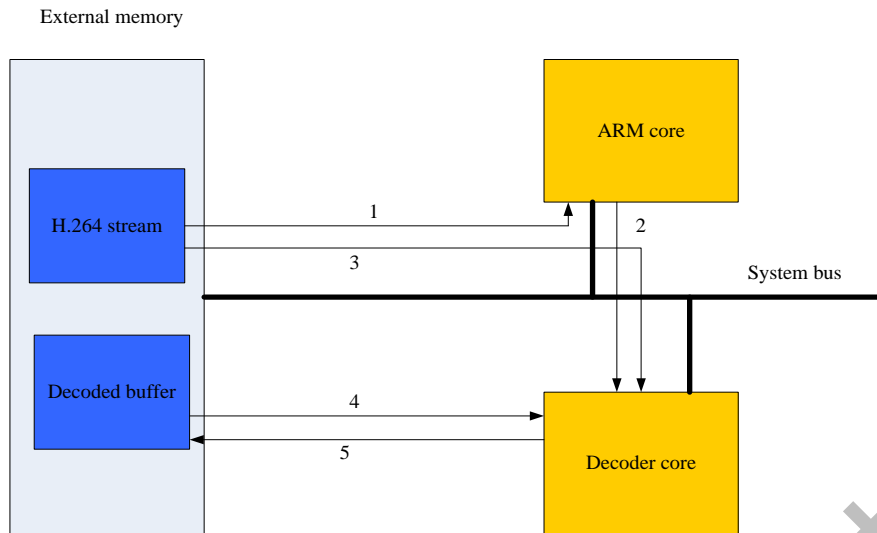 External memory
ARM core
H.264 stream
1
2
3
System bus
Decoded buffer
4
5
Decoder core